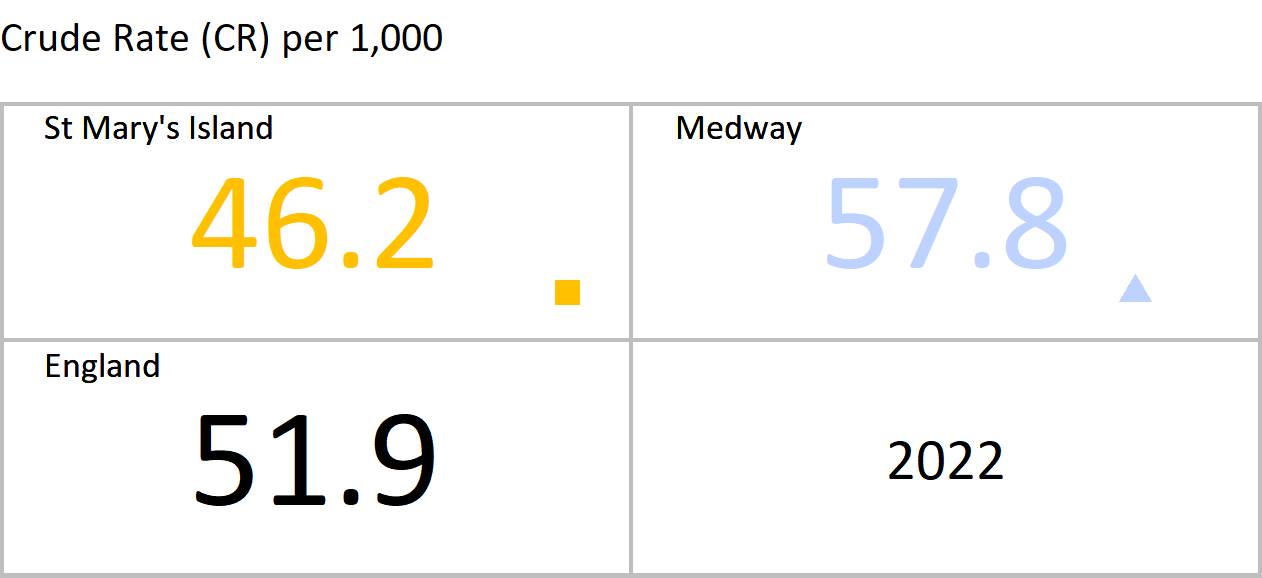 Crude Rate (CR) per 1,000
St Mary's Island
46.2
Medway
57.8
England
51.9
2022